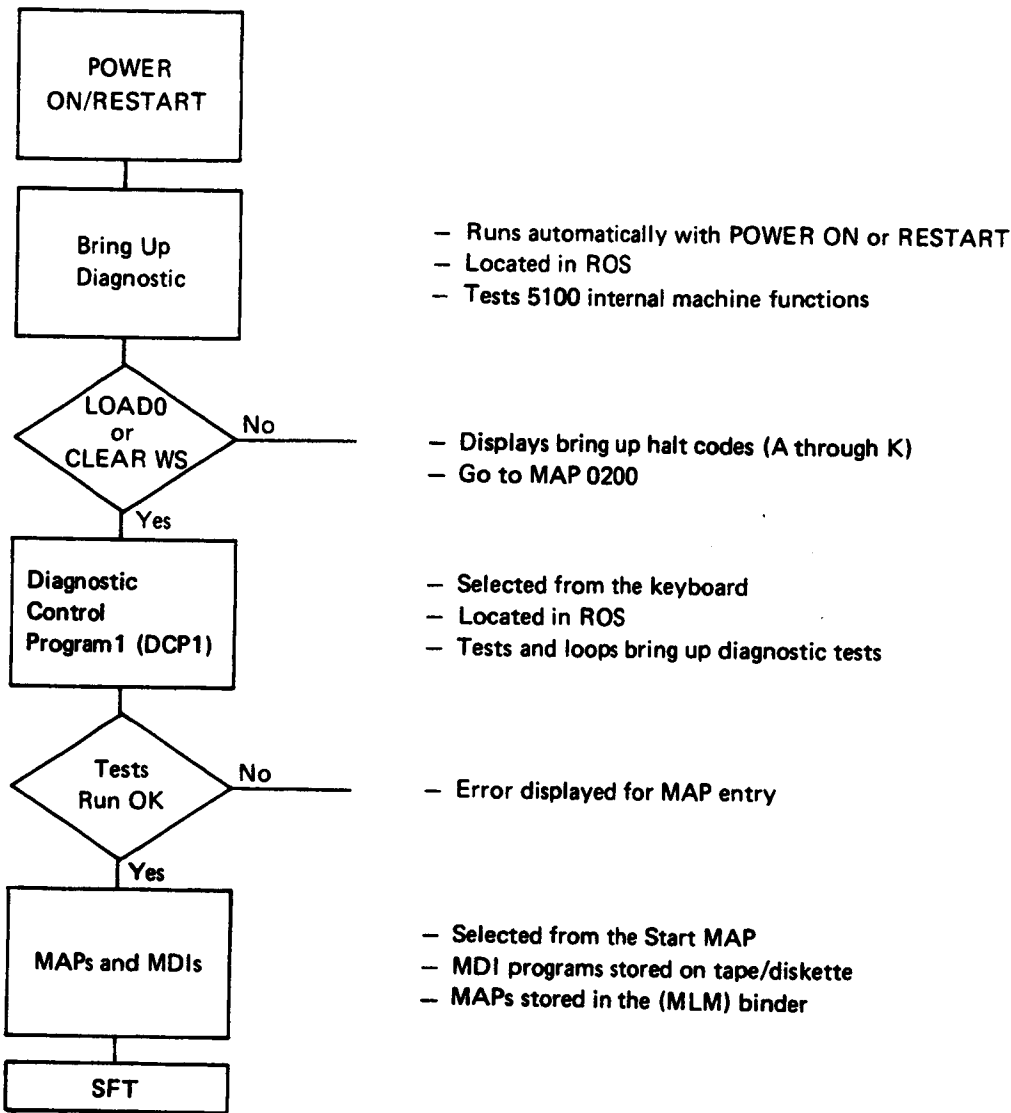 POWER
ON/RESTART
Bring Up
Diagnostic
– Runs automatically with POWER ON or RESTART
– Located in ROS
– Tests 5100 internal machine functions
LOAD0
or
CLEAR WS
No
– Displays bring up halt codes (A through K)
– Go to MAP 0200
Yes
Diagnostic
Control
Program1 (DCP1)
– Selected from the keyboard
– Located in ROS
– Tests and loops bring up diagnostic tests
Tests
Run OK
No
– Error displayed for MAP entry
Yes
MAPs and MDIs
– Selected from the Start MAP
– MDI programs stored on tape/diskette
– MAPs stored in the (MLM) binder
SFT